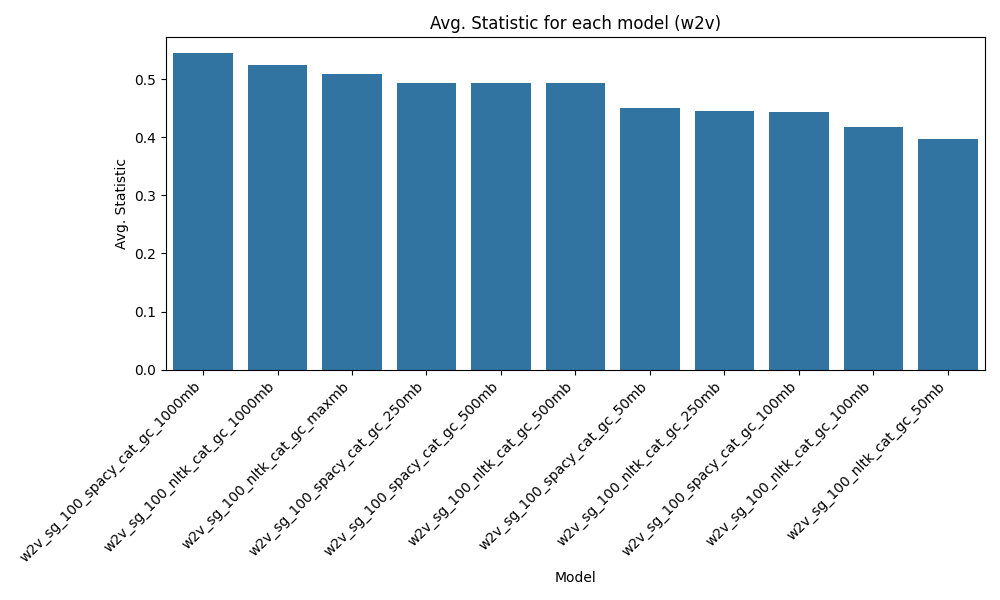 Avg. Statistic for each model (w2v)
Avg. Statistic
0.5
0.4
0.3
0.2
0.1
0.0
w2v_sg_100_spacy_cat_gc_1000mb
w2v_sg_100_nltk_cat_gc_1000mb
w2v_sg_100_nltk_cat_gc_maxmb
w2v_sg_100_spacy_cat_gc_250mb
w2v_sg_100_spacy_cat_gc_500mb
w2v_sg_100_nltk_cat_gc_500mb
w2v_sg_100_spacy_cat_gc_50mb
w2v_sg_100_nltk_cat_gc_250mb
w2v_sg_100_spacy_cat_gc_100mb
w2v_sg_100_nltk_cat_gc_100mb
w2v_sg_100_nltk_cat_gc_50mb
Model